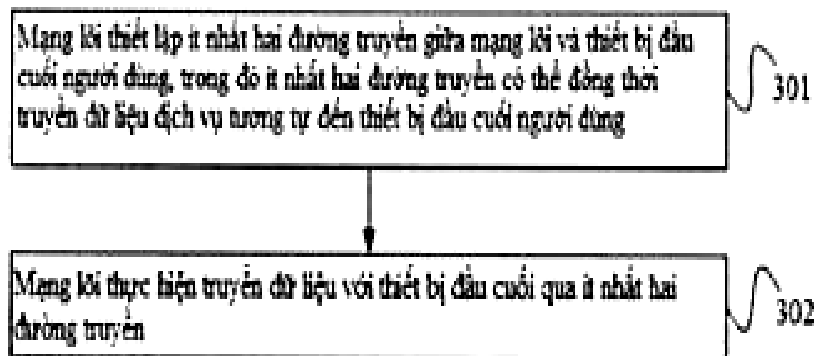 Mạng lõi thiết lập ít nhất hai đường truyền giữa mạng lõi và thiết bị đầu
cuối người dùng, trong đó ít nhất hai đường truyền có thể đồng thời
truyền dữ liệu dịch vụ tương tự đến thiết bị đầu cuối người dùng
301
Mạng lõi thực hiện truyền dữ liệu với thiết bị đầu cuối qua ít nhất hai
đường truyền
302